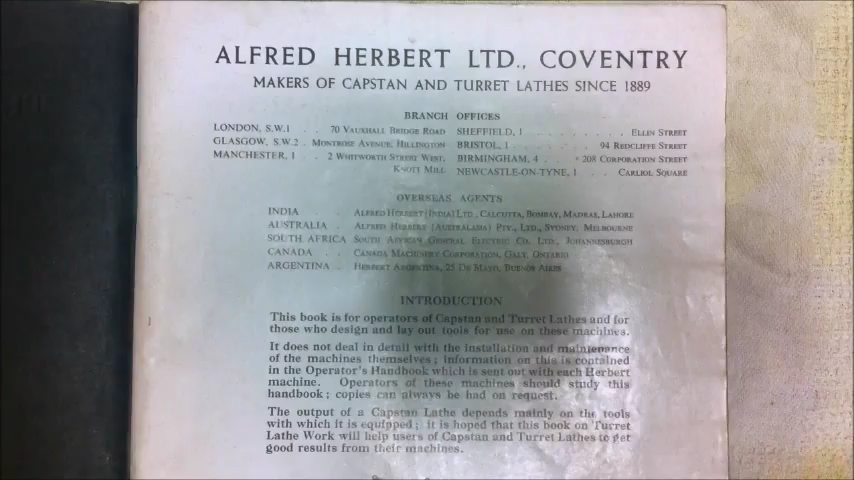 ALFRED HERBERT LTD., COVENTRY
MAKERS OF CAPSTAN AND TURRET LATHES SINCE 1889
BRANCH OFFICES
LONDON, S.W.1 . . 70 VAUXHALL BRIDGE ROAD
GLASGOW, S.W.2 . MONTROSE AVENUE, HILLINGTON
MANCHESTER, 1 . . 2 WHITWORTH STREET WEST,
KNOTT MILL
SHEFFIELD, 1 . . . . . . . . ELLIN STREET
BRISTOL, 1 . . . . . . . 94 REDCLIFFE STREET
BIRMINGHAM, 4 . . . 208 CORPORATION STREET
NEWCASTLE-ON-TYNE, 1 . . CARLIOL SQUARE
OVERSEAS AGENTS
INDIA . . ALFRED HERBERT (INDIA) LTD., CALCUTTA, BOMBAY, MADRAS, LAHORE
AUSTRALIA . . ALFRED HERBERT (AUSTRALASIA) PTY., LTD., SYDNEY, MELBOURNE
SOUTH AFRICA SOUTH AFRICAN GENERAL ELECTRIC CO. LTD., JOHANNESBURGH
CANADA . . CANADA MACHINERY CORPORATION, GALT, ONTARIO
ARGENTINA . HERBERT ARGENTINA, 25 DE MAYO, BUENOS AIRES
INTRODUCTION
This book is for operators of Capstan and Turret Lathes and for
those who design and lay out tools for use on these machines.
It does not deal in detail with the installation and maintenance
of the machines themselves; information on this is contained
in the Operator's Handbook which is sent out with each Herbert
machine. Operators of these machines should study this
handbook; copies can always be had on request.
The output of a Capstan Lathe depends mainly on the tools
with which it is equipped; it is hoped that this book on Turret
Lathe Work will help users of Capstan and Turret Lathes to get
good results from their machines.